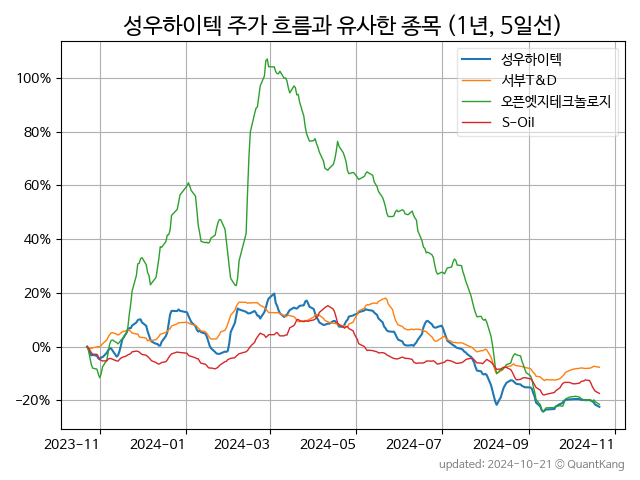 성우하이텍 주가 흐름과 유사한 종목 (1년, 5일선)
성우하이텍
서부T&D
오픈엣지테크놀로지
S-Oil
100%
80%
60%
40%
20%
0%
−20%
2023-11 2024-01 2024-03 2024-05 2024-07 2024-09 2024-11
updated: 2024-10-21 © QuantKang